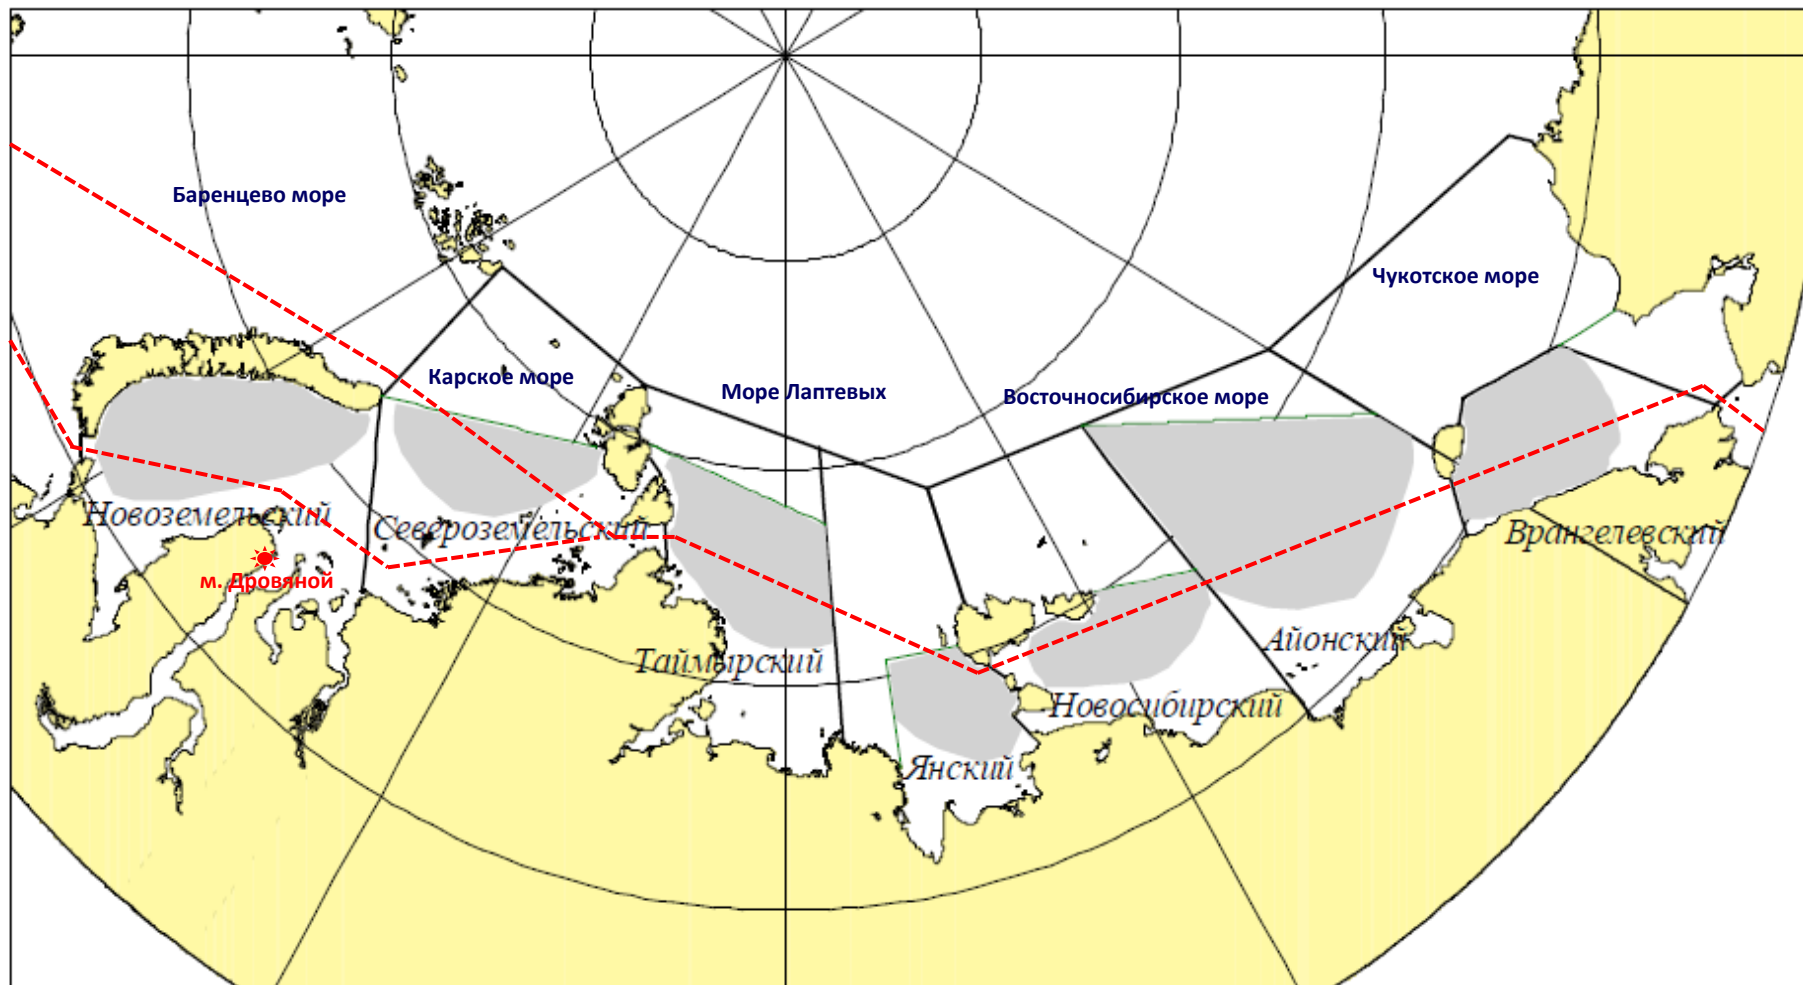 Баренцево море
Чукотское море
Карское море
Море Лаптевых
Восточносибирское море
Новоземельский
Североземельский
Врангелевский
м. Дровяной
Таймырский
Айонский
Новосибирский
Янский